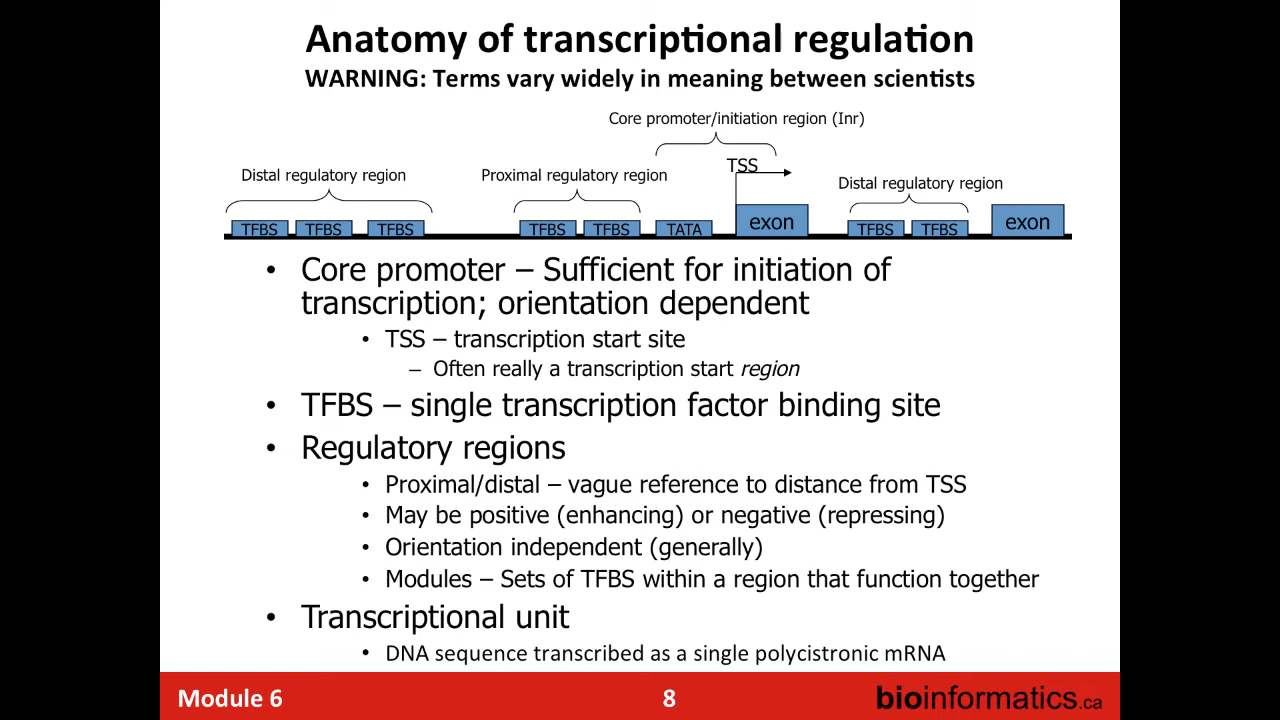 Anatomy of transcriptional regulation
WARNING: Terms vary widely in meaning between scientists
Core promoter/initiation region (Inr)
TSS
Distal regulatory region
Proximal regulatory region
Distal regulatory region
TFBS TFBS TFBS TFBS TFBS TATA exon TFBS TFBS exon
• Core promoter – Sufficient for initiation of
transcription; orientation dependent
• TSS – transcription start site
– Often really a transcription start region
• TFBS – single transcription factor binding site
• Regulatory regions
• Proximal/distal – vague reference to distance from TSS
• May be positive (enhancing) or negative (repressing)
• Orientation independent (generally)
• Modules – Sets of TFBS within a region that function together
• Transcriptional unit
• DNA sequence transcribed as a single polycistronic mRNA
Module 6 8 bioinformatics.ca